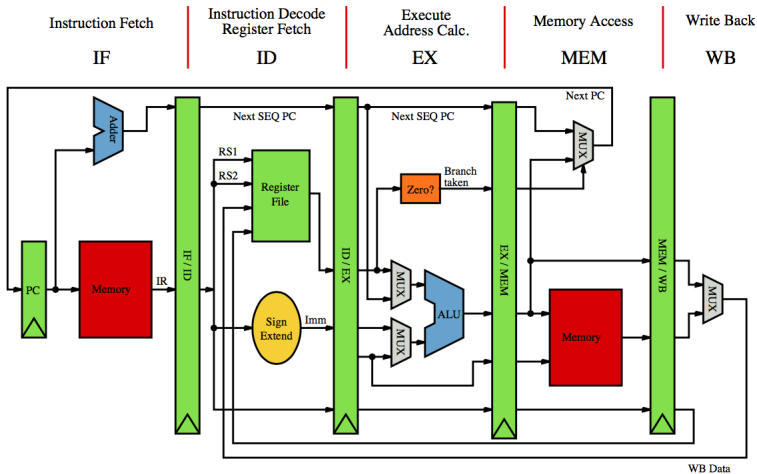 Instruction Fetch
IF
Instruction Decode
Register Fetch
ID
Execute
Address Calc.
EX
Memory Access
MEM
Write Back
WB
Next PC
Adder
Next SEQ PC
Next SEQ PC
MUX
RS1
RS2
Register
File
Zero?
Branch
taken
IF / ID
ID / EX
EX / MEM
MEM / WB
PC
Memory
IR
MUX
ALU
MUX
Sign
Extend
Imm
Memory
MUX
WB Data